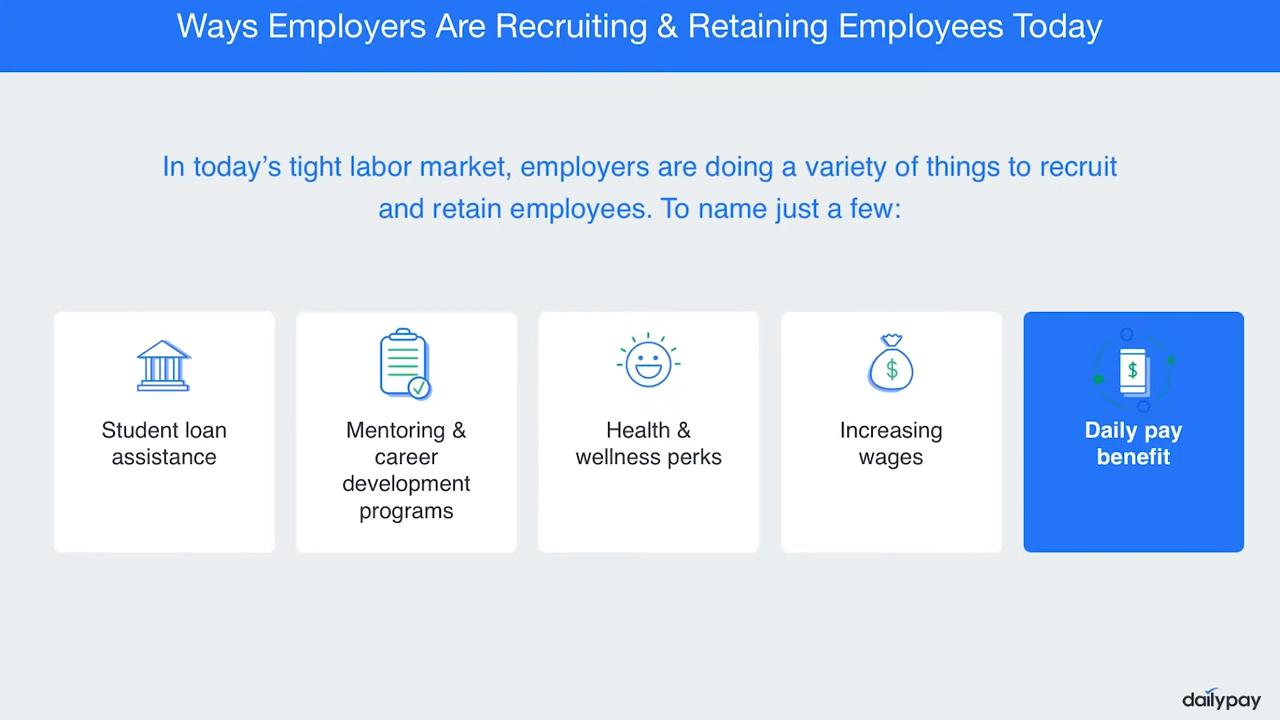 Ways Employers Are Recruiting & Retaining Employees Today
In today’s tight labor market, employers are doing a variety of things to recruit
and retain employees. To name just a few:
$
$
Student loan
assistance
Mentoring &
career
development
programs
Health &
wellness perks
Increasing
wages
Daily pay
benefit
dailypay